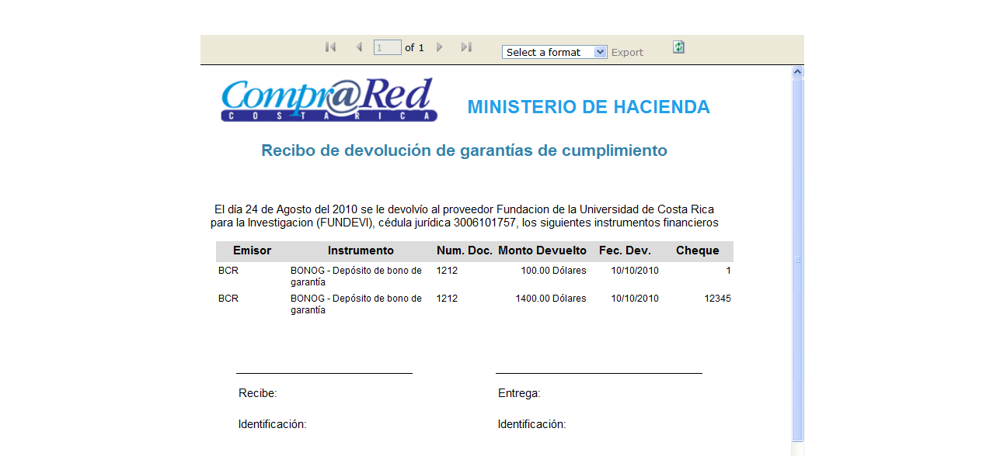 1 of 1 Select a format Export
Compr@Red
COSTA RICA
MINISTERIO DE HACIENDA
Recibo de devolución de garantías de cumplimiento
El día 24 de Agosto del 2010 se le devolvío al proveedor Fundacion de la Universidad de Costa Rica
para la Investigacion (FUNDEVI), cédula jurídica 3006101757, los siguientes instrumentos financieros
Emisor Instrumento Num. Doc. Monto Devuelto Fec. Dev. Cheque
BCR BONOG - Depósito de bono de 1212 100.00 Dólares 10/10/2010 1
garantía
BCR BONOG - Depósito de bono de 1212 1400.00 Dólares 10/10/2010 12345
garantía
Recibe: Entrega:
Identificación: Identificación: